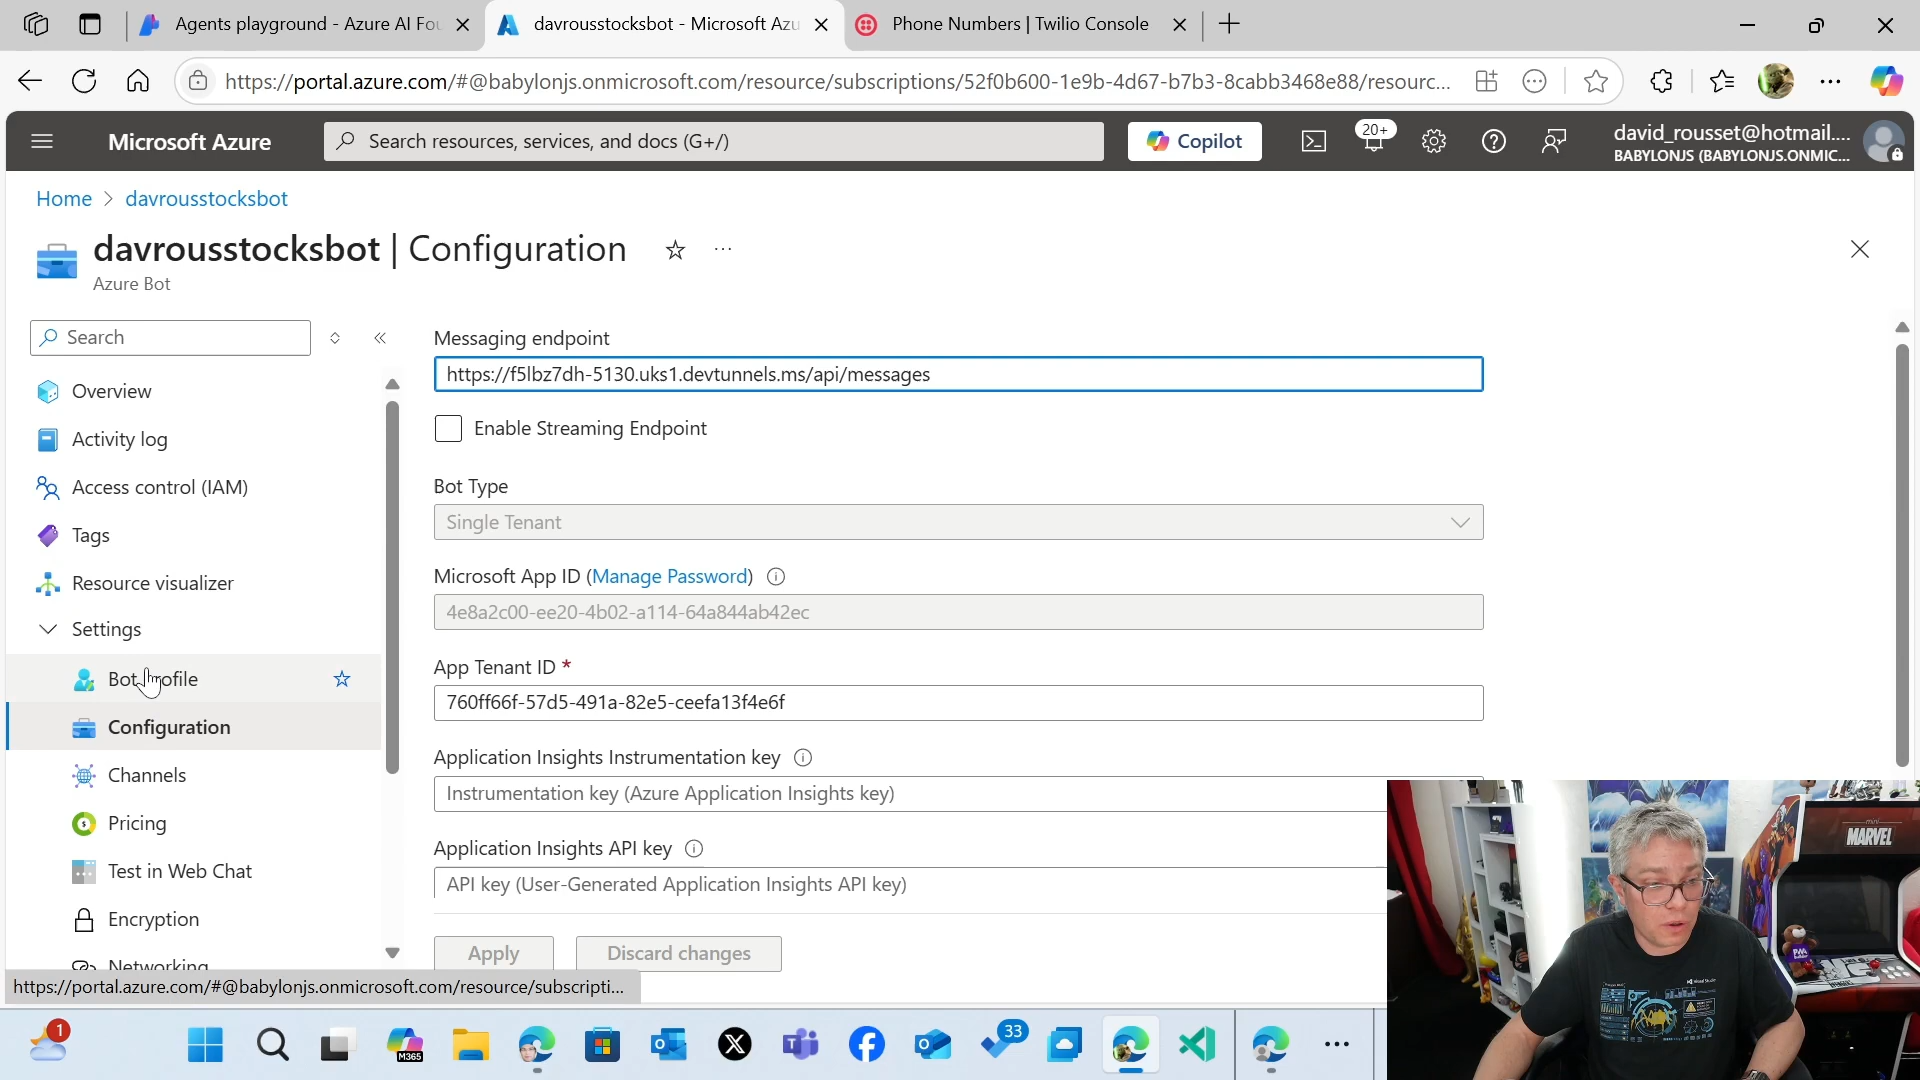 Agents playground - Azure AI Fou
davrousstocksbot - Microsoft Azu
Phone Numbers | Twilio Console
https://portal.azure.com/#@babylonjs.onmicrosoft.com/resource/subscriptions/52f0b600-1e9b-4d67-b7b3-8cabb3468e88/resourc...
Microsoft Azure
Search resources, services, and docs (G+/)
Copilot
20+
david_rousset@hotmail....
BABYLONJS (BABYLONJS.ONMIC...
Home > davrousstocksbot
davrousstocksbot | Configuration
Azure Bot
Search
Overview
Activity log
Access control (IAM)
Tags
Resource visualizer
Settings
Bot Profile
Configuration
Channels
Pricing
Test in Web Chat
Encryption
Networking
Messaging endpoint
https://f5lbz7dh-5130.uks1.devtunnels.ms/api/messages
Enable Streaming Endpoint
Bot Type
Single Tenant
Microsoft App ID (Manage Password)
4e8a2c00-ee20-4b02-a114-64a844ab42ec
App Tenant ID *
760ff66f-57d5-491a-82e5-ceefa13f4e6f
Application Insights Instrumentation key
Instrumentation key (Azure Application Insights key)
Application Insights API key
API key (User-Generated Application Insights API key)
Apply
Discard changes
https://portal.azure.com/#@babylonjs.onmicrosoft.com/resource/subscripti...
MARVEL
Visual Studio
1
M365
33